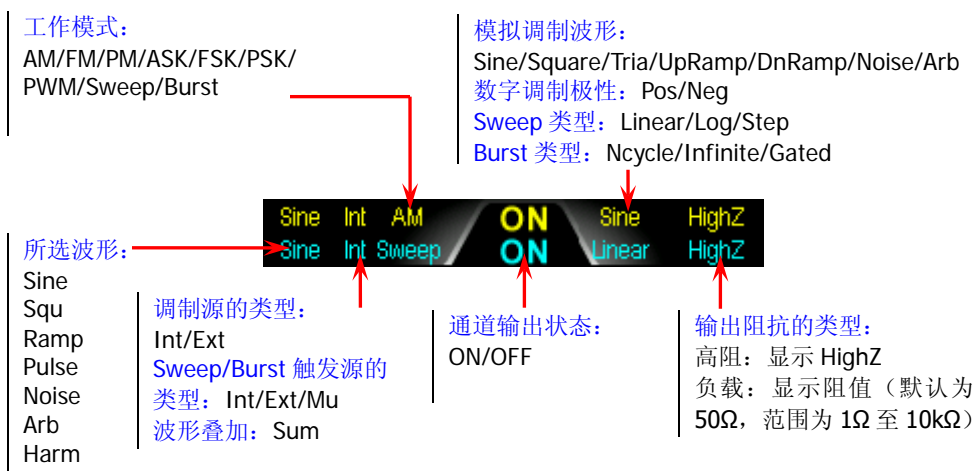 工作模式：
AM/FM/PM/ASK/FSK/PSK/
PWM/Sweep/Burst
模拟调制波形：
Sine/Square/Tria/UpRamp/DnRamp/Noise/Arb
数字调制极性：Pos/Neg
Sweep 类型：Linear/Log/Step
Burst 类型：Ncycle/Infinite/Gated
Sine Int AM ON Sine HighZ
Sine Int Sweep ON Linear HighZ
所选波形：
Sine
Squ
Ramp
Pulse
Noise
Arb
Harm
调制源的类型：
Int/Ext
Sweep/Burst 触发源的
类型：Int/Ext/Mu
波形叠加：Sum
通道输出状态：
ON/OFF
输出阻抗的类型：
高阻：显示 HighZ
负载：显示阻值（默认为
50Ω，范围为 1Ω 至 10kΩ）